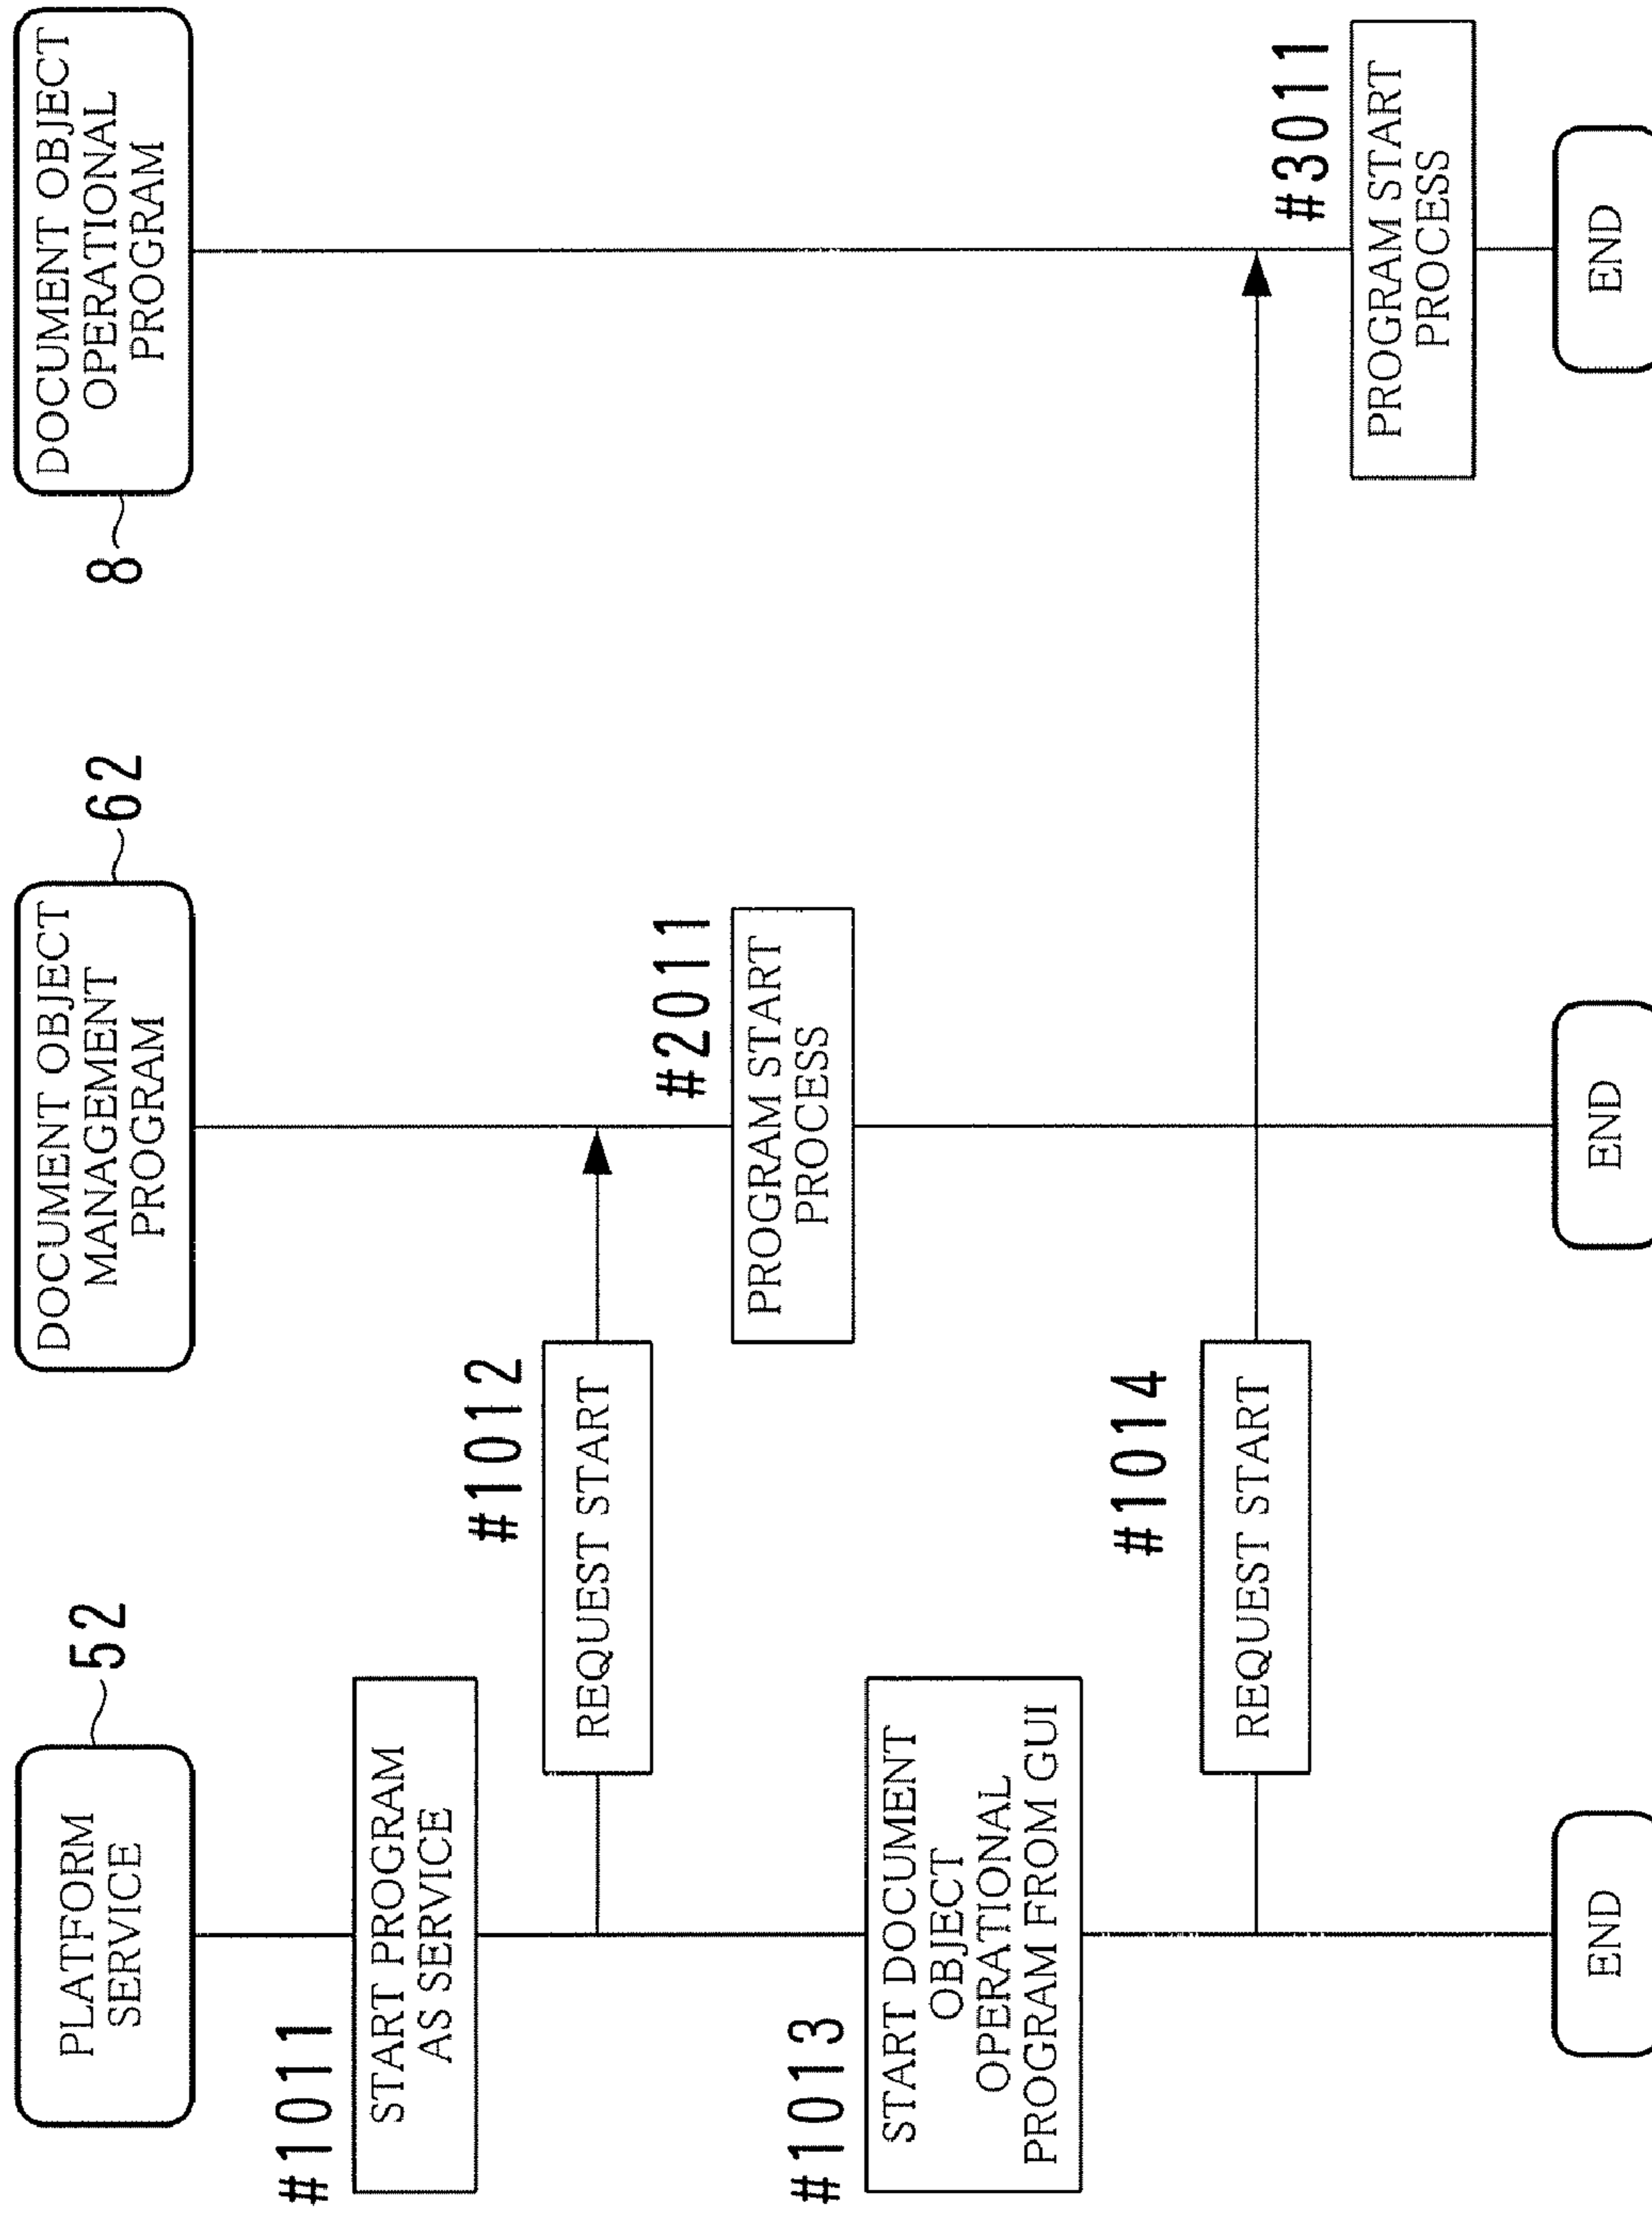 PLATFORM
SERVICE
52
DOCUMENT OBJECT
MANAGEMENT
PROGRAM
62
DOCUMENT OBJECT
OPERATIONAL
PROGRAM
8
#1011
START PROGRAM
AS SERVICE
#1012
REQUEST START
#2011
PROGRAM START
PROCESS
#1013
START DOCUMENT
OBJECT
OPERATIONAL
PROGRAM FROM GUI
#1014
REQUEST START
#3011
PROGRAM START
PROCESS
END
END
END